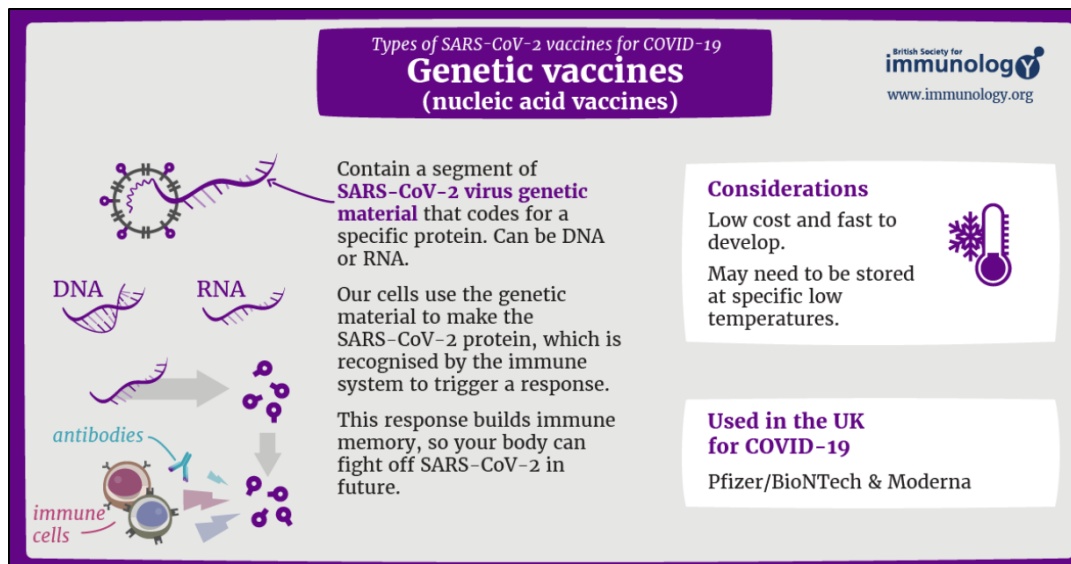 Types of SARS-CoV-2 vaccines for COVID-19
Genetic vaccines
(nucleic acid vaccines)
British Society for
immunology
www.immunology.org
Contain a segment of
SARS-CoV-2 virus genetic
material that codes for a
specific protein. Can be DNA
or RNA.
DNA
RNA
Our cells use the genetic
material to make the
SARS-CoV-2 protein, which is
recognised by the immune
system to trigger a response.
This response builds immune
memory, so your body can
fight off SARS-CoV-2 in
future.
antibodies
immune
cells
Considerations
Low cost and fast to
develop.
May need to be stored
at specific low
temperatures.
Used in the UK
for COVID-19
Pfizer/BioNTech & Moderna